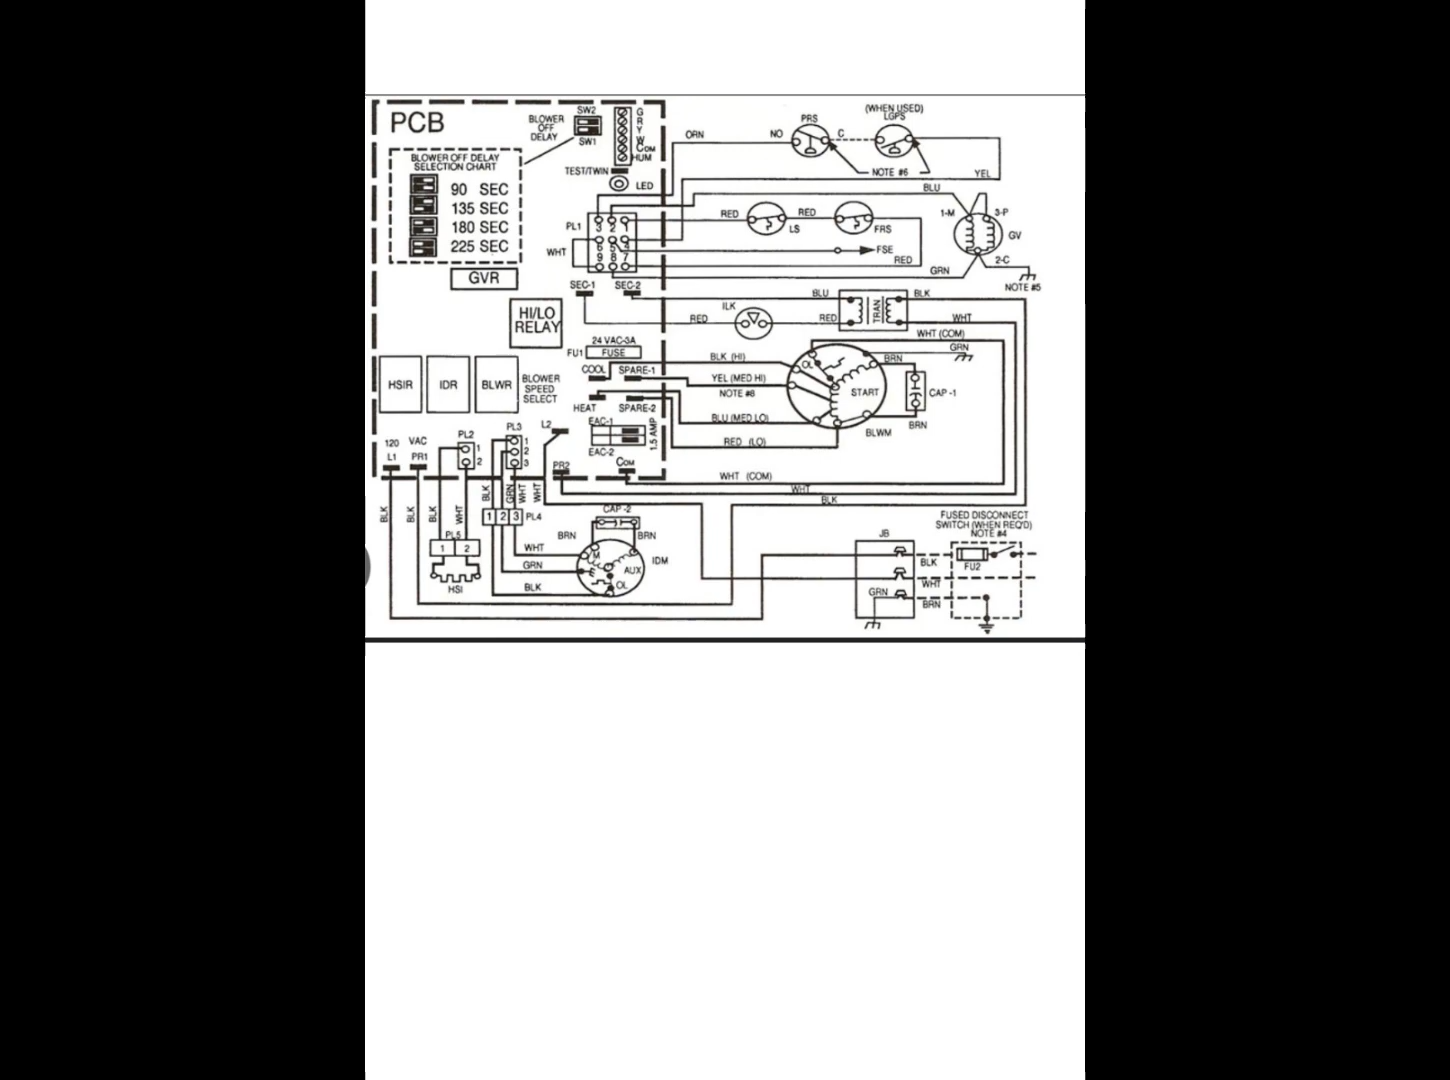 PCB
BLOWER
OFF
DELAY
SW2
SW1
G
R
Y
W
COM
HUM
BLOWER OFF DELAY
SELECTION CHART
90 SEC
135 SEC
180 SEC
225 SEC
TEST/TWIN
LED
GVR
PL1
3 2 1
6 5 4
9 8 7
WHT
SEC-1
SEC-2
HI/LO
RELAY
24 VAC-3A
FU1
FUSE
HSIR
IDR
BLWR
BLOWER
SPEED
SELECT
COOL
SPARE-1
HEAT
SPARE-2
EAC-1
EAC-2
1.5 AMP
120 VAC
L1
PR1
PL2
1
2
PL3
1
2
3
L2
PR2
COM
ORN
NO
PRS
C
(WHEN USED)
LGPS
NOTE #6
YEL
BLU
RED
LS
RED
FRS
FSE
RED
GRN
1-M
3-P
GV
2-C
NOTE #5
ILK
RED
BLU
RED
TRAN
BLK
WHT
WHT (COM)
GRN
BLK (HI)
YEL (MED HI)
NOTE #8
BLU (MED LO)
RED (LO)
OL
START
BRN
CAP -1
BRN
BLWM
WHT (COM)
WHT
BLK
BLK
BLK
BLK
WHT
BLK
GRN
WHT
WHT
1 2 3
PL4
PL5
1 2
HSI
CAP -2
BRN
BRN
M
AUX
OL
IDM
WHT
GRN
BLK
JB
GRN
BLK
WHT
BRN
FUSED DISCONNECT
SWITCH (WHEN REQ'D)
NOTE #4
FU2